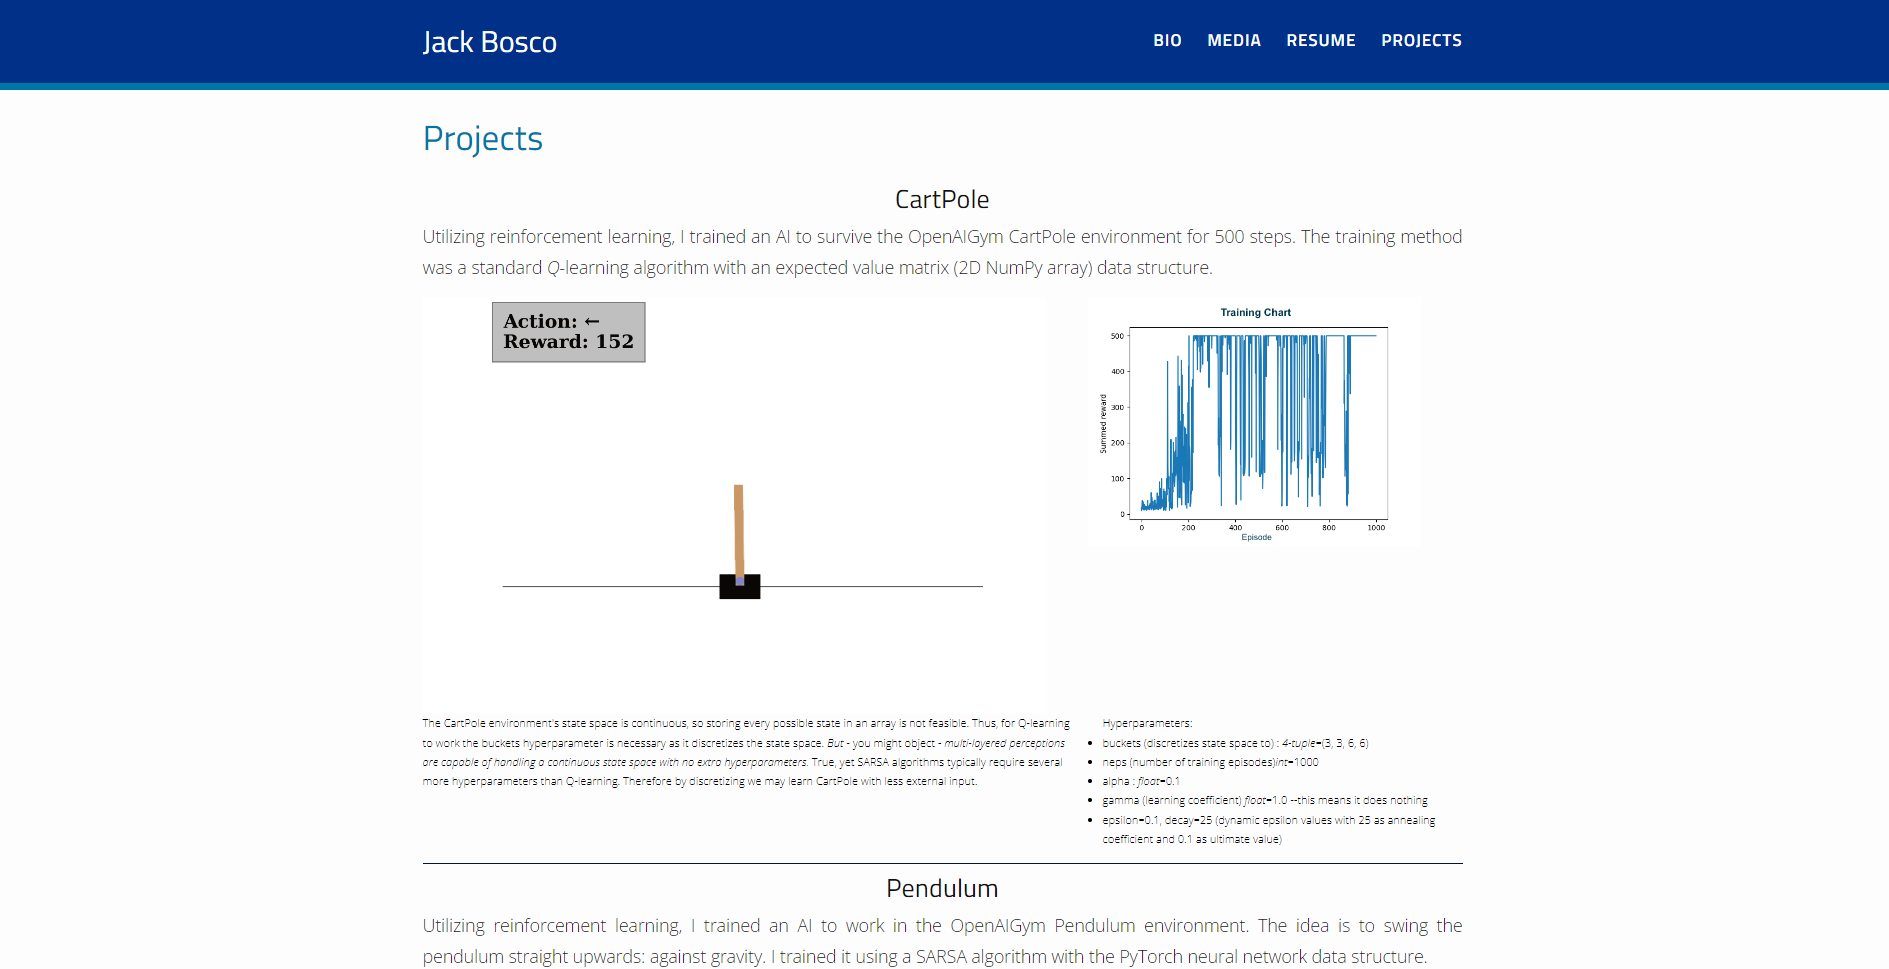 Jack Bosco
BIO MEDIA RESUME PROJECTS
Projects
CartPole
Utilizing reinforcement learning, I trained an AI to survive the OpenAIGym CartPole environment for 500 steps. The training method
was a standard Q-learning algorithm with an expected value matrix (2D NumPy array) data structure.
Action: ←
Reward: 152
Training Chart
500
400
300
200
100
0
Summed reward
0 200 400 600 800 1000
Episode
The CartPole environment's state space is continuous, so storing every possible state in an array is not feasible. Thus, for Q-learning
to work the buckets hyperparameter is necessary as it discretizes the state space. But - you might object - multi-layered perceptions
are capable of handling a continuous state space with no extra hyperparameters. True, yet SARSA algorithms typically require several
more hyperparameters than Q-learning. Therefore by discretizing we may learn CartPole with less external input.
Hyperparameters:
• buckets (discretizes state space to) : 4-tuple=(3, 3, 6, 6)
• neps (number of training episodes)int=1000
• alpha : float=0.1
• gamma (learning coefficient) float=1.0 --this means it does nothing
• epsilon=0.1, decay=25 (dynamic epsilon values with 25 as annealing
coefficient and 0.1 as ultimate value)
Pendulum
Utilizing reinforcement learning, I trained an AI to work in the OpenAIGym Pendulum environment. The idea is to swing the
pendulum straight upwards: against gravity. I trained it using a SARSA algorithm with the PyTorch neural network data structure.